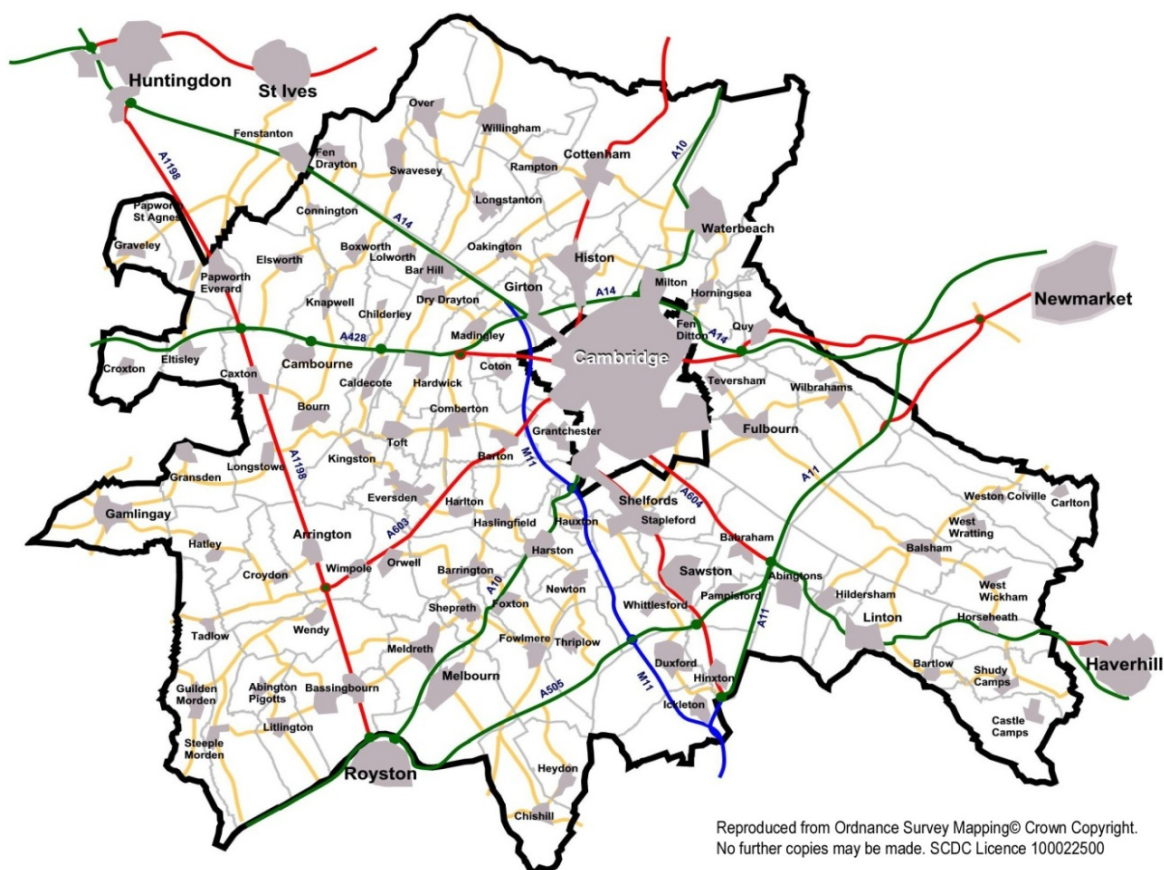 Huntingdon
St Ives
Over
Willingham
Fenstanton
Fen
Drayton
Cottenham
A10
A1198
Swavesey
Rampton
Papworth
St Agnes
Connington
Longstanton
A14
Waterbeach
Graveley
Boxworth
Lolworth
Oakington
Histon
Elsworth
Bar Hill
Papworth
Everard
Girton
Milton
Horningsea
Newmarket
Knapwell
Dry Drayton
A14
Childerley
Madingley
Fen
Ditton
A14
Quy
A428
Eltisley
Cambourne
Cambridge
Croxton
Caxton
Caldecote
Hardwick
Coton
Teversham
Wilbrahams
Bourn
Comberton
Toft
Grantchester
Fulbourn
Longstowe
A1198
Kingston
Barton
M11
Gransden
A604
A11
Eversden
Harlton
Shelfords
Weston Colville
Carlton
Gamlingay
Haslingfield
Hauxton
Stapleford
West
Wratting
Arrington
A603
Hatley
Harston
Babraham
Balsham
Croydon
Wimpole
Orwell
Barrington
A10
Newton
Sawston
Pampisford
Abingtons
West
Wickham
Hildersham
Shepreth
Foxton
Whittlesford
Linton
Horseheath
Tadlow
Wendy
Meldreth
Fowlmere
Thriplow
A11
Haverhill
Duxford
Bartlow
Shudy
Camps
Guilden
Morden
Abington
Pigotts
Bassingbourn
Melbourn
A505
M11
Hinxton
Ickleton
Litlington
Castle
Camps
Steeple
Morden
Royston
Heydon
Chishill
Reproduced from Ordnance Survey Mapping© Crown Copyright.
No further copies may be made. SCDC Licence 100022500